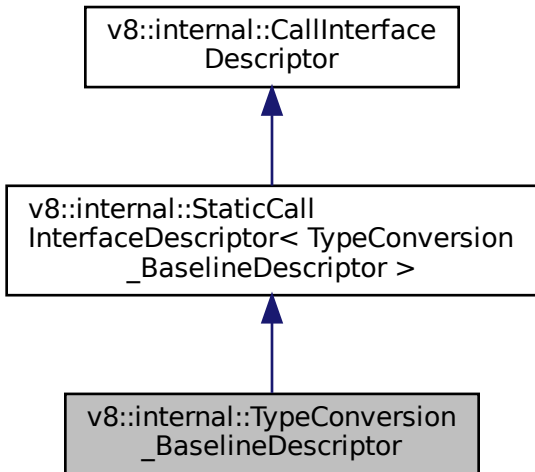 v8::internal::CallInterface
Descriptor
v8::internal::StaticCall
InterfaceDescriptor< TypeConversion
_BaselineDescriptor >
v8::internal::TypeConversion
_BaselineDescriptor